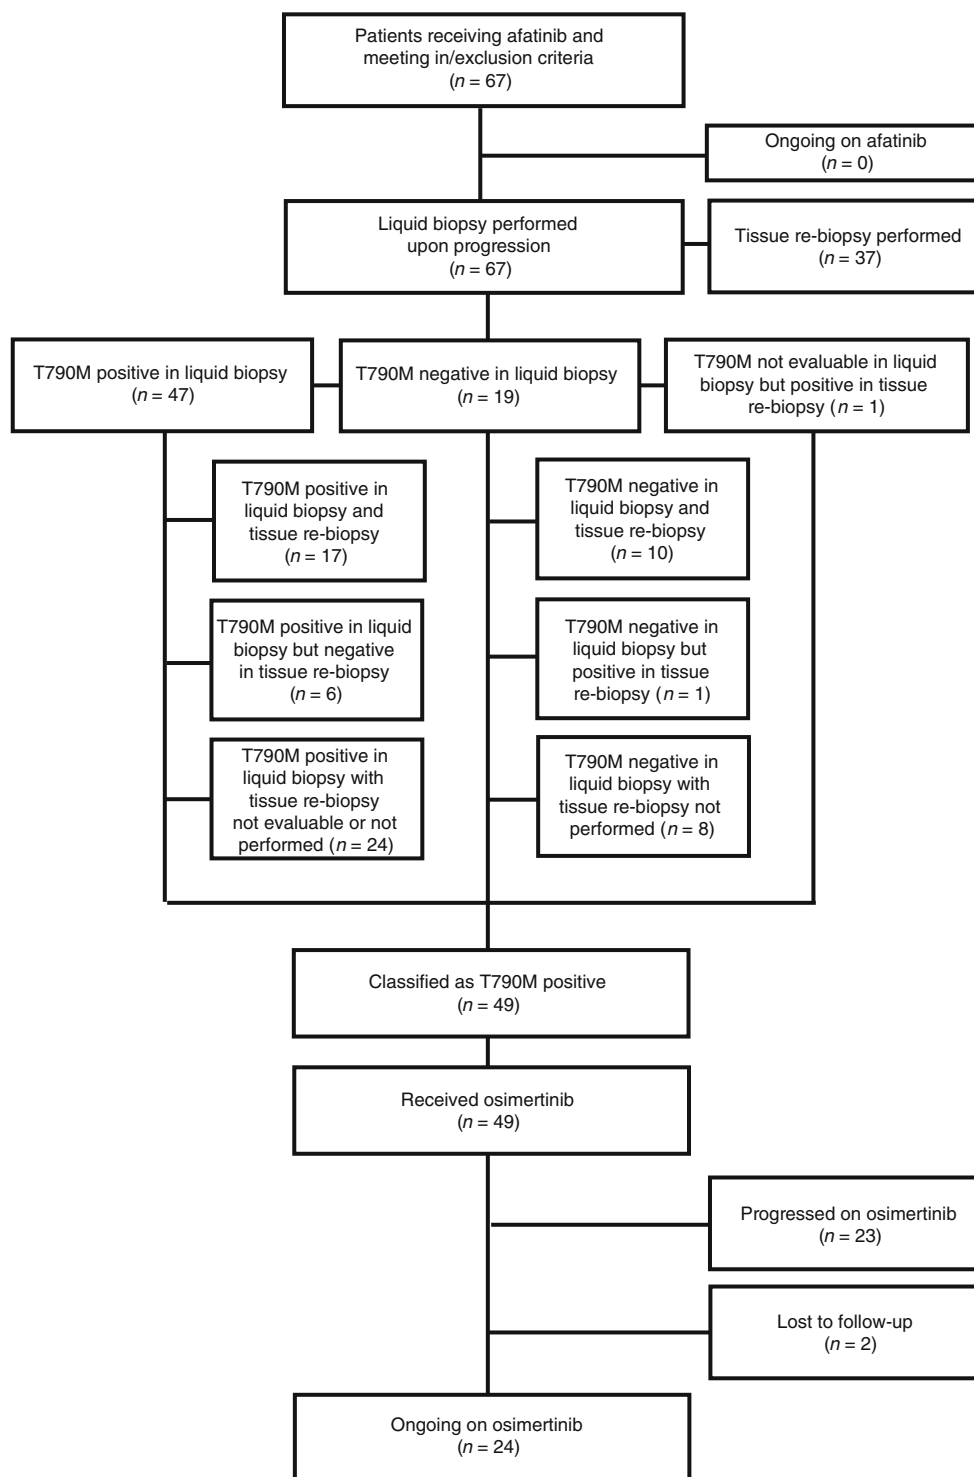 Patients receiving afatinib and
meeting in/exclusion criteria
(n = 67)
Ongoing on afatinib
(n = 0)
Liquid biopsy performed
upon progression
(n = 67)
Tissue re-biopsy performed
(n = 37)
T790M positive in liquid biopsy
(n = 47)
T790M negative in liquid biopsy
(n = 19)
T790M not evaluable in liquid
biopsy but positive in tissue
re-biopsy (n = 1)
T790M positive in
liquid biopsy and
tissue re-biopsy
(n = 17)
T790M negative in
liquid biopsy and
tissue re-biopsy
(n = 10)
T790M positive in liquid
biopsy but negative
in tissue re-biopsy
(n = 6)
T790M negative in
liquid biopsy but
positive in tissue
re-biopsy (n = 1)
T790M positive in
liquid biopsy with
tissue re-biopsy
not evaluable or not
performed (n = 24)
T790M negative in
liquid biopsy with
tissue re-biopsy not
performed (n = 8)
Classified as T790M positive
(n = 49)
Received osimertinib
(n = 49)
Progressed on osimertinib
(n = 23)
Lost to follow-up
(n = 2)
Ongoing on osimertinib
(n = 24)